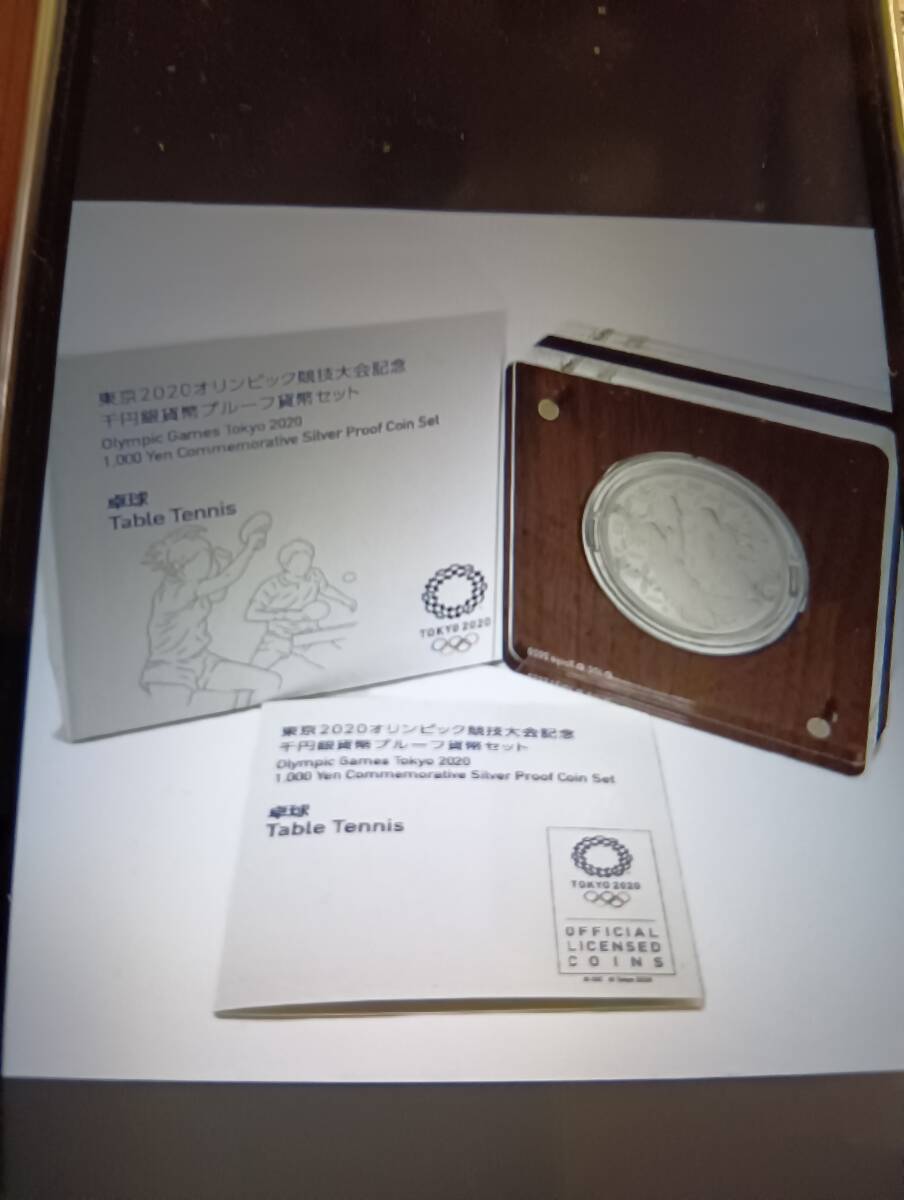 東京2020オリンピック競技大会記念
千円銀貨幣プルーフ貨幣セット
Olympic Games Tokyo 2020
1,000 Yen Commemorative Silver Proof Coin Set
卓球
Table Tennis
TOKYO 2020
東京2020オリンピック競技大会記念
千円銀貨幣プルーフ貨幣セット
Olympic Games Tokyo 2020
1,000 Yen Commemorative Silver Proof Coin Set
卓球
Table Tennis
TOKYO 2020
OFFICIAL
LICENSED
COINS